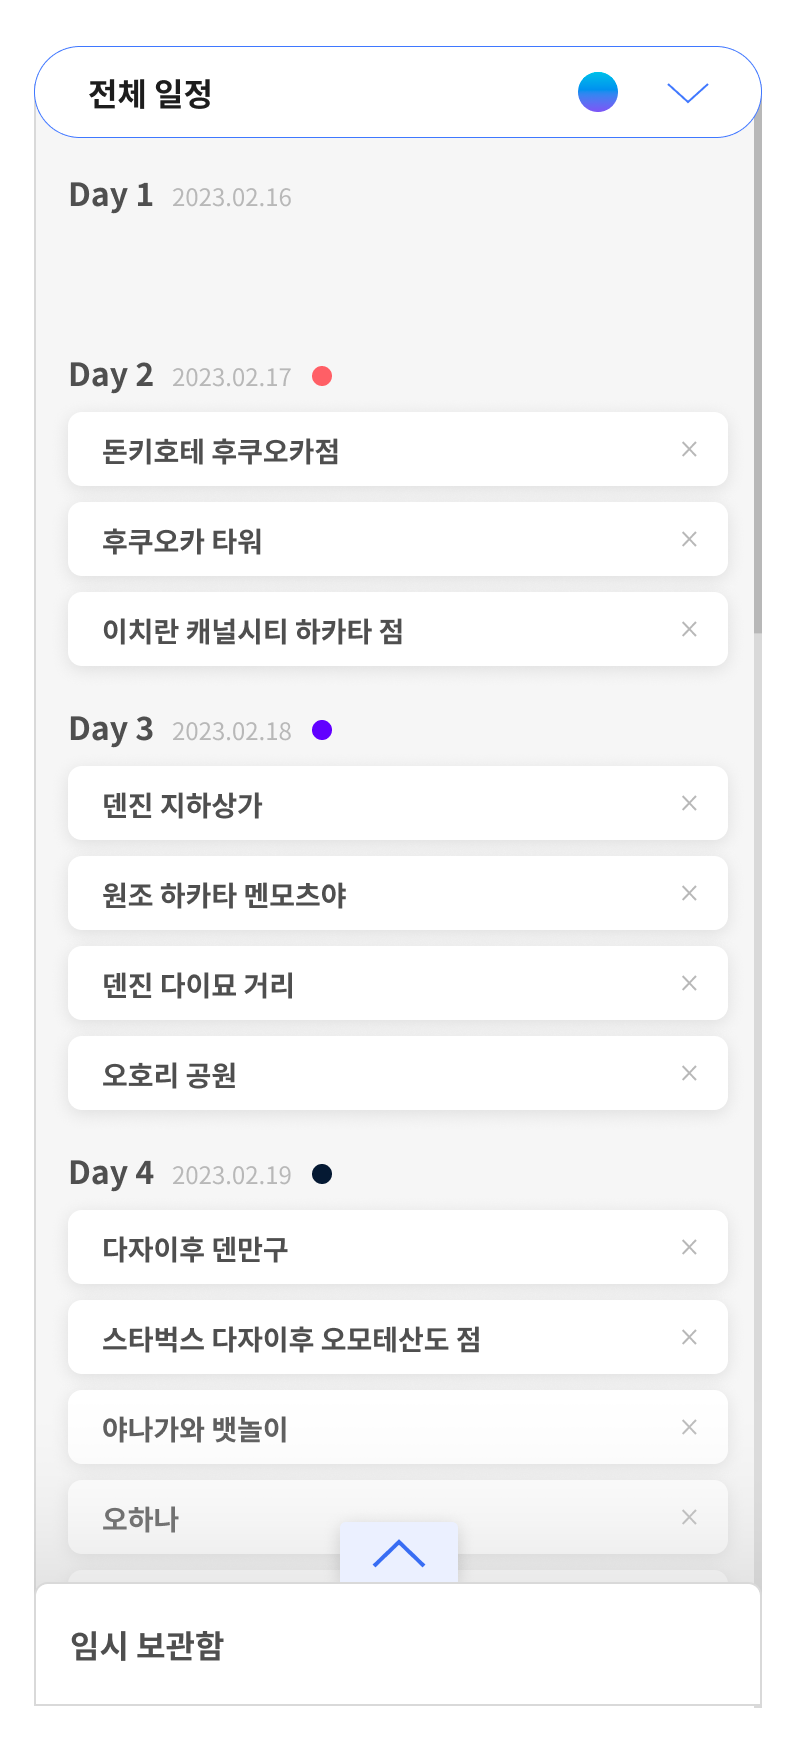 전체 일정
Day 1 2023.02.16
Day 2 2023.02.17
돈키호테 후쿠오카점
후쿠오카 타워
이치란 캐널시티 하카타 점
Day 3 2023.02.18
덴진 지하상가
원조 하카타 멘모츠야
덴진 다이묘 거리
오호리 공원
Day 4 2023.02.19
다자이후 덴만구
스타벅스 다자이후 오모테산도 점
야나가와 뱃놀이
오하나
임시 보관함